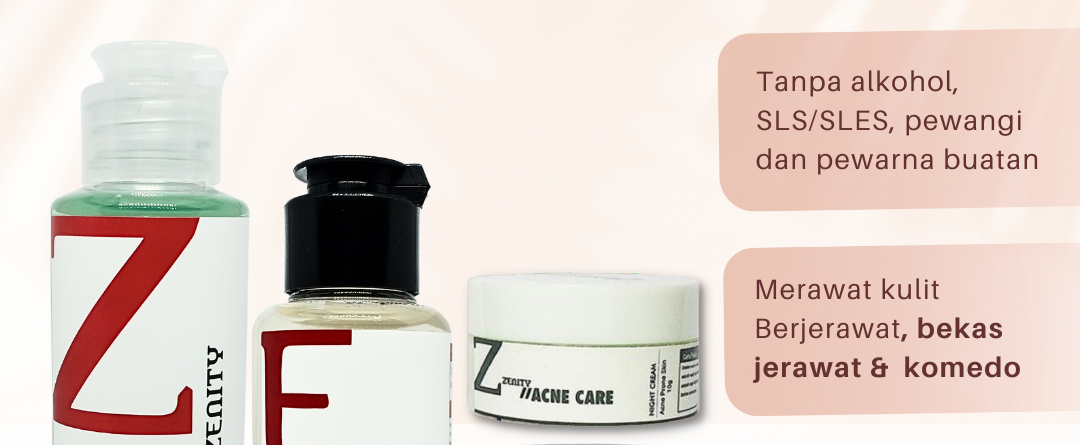 Z
ZENITY
E
Z ZENITY //ACNE CARE
NIGHT CREAM
Acne Prone Skin
10g
Tanpa alkohol,
SLS/SLES, pewangi
dan pewarna buatan
Merawat kulit
Berjerawat, bekas
jerawat & komedo